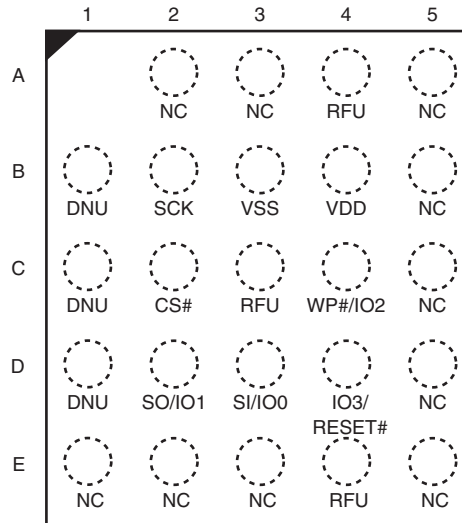 1 2 3 4 5
A
NC NC RFU NC
B
DNU SCK VSS VDD NC
C
DNU CS# RFU WP#/IO2 NC
D
DNU SO/IO1 SI/IO0 IO3/ NC
RESET#
E
NC NC NC RFU NC